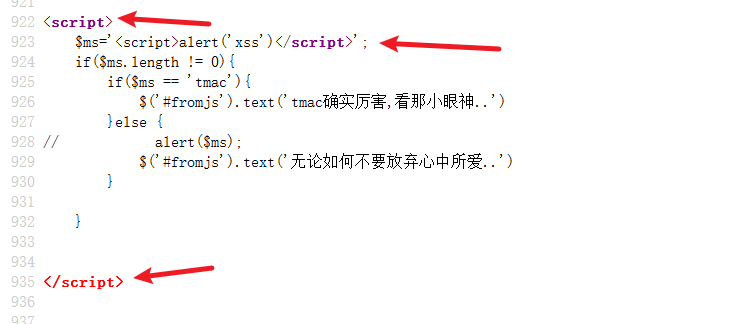 921
922 <script>
923     $ms='<script>alert('xss')</script>';
924     if($ms.length != 0){
925         if($ms == 'tmac'){
926             $('#fromjs').text('tmac确实厉害,看那小眼神..')
927         }else {
928 //            alert($ms);
929             $('#fromjs').text('无论如何不要放弃心中所爱..')
930         }
931
932     }
933
934
935 </script>
936
937